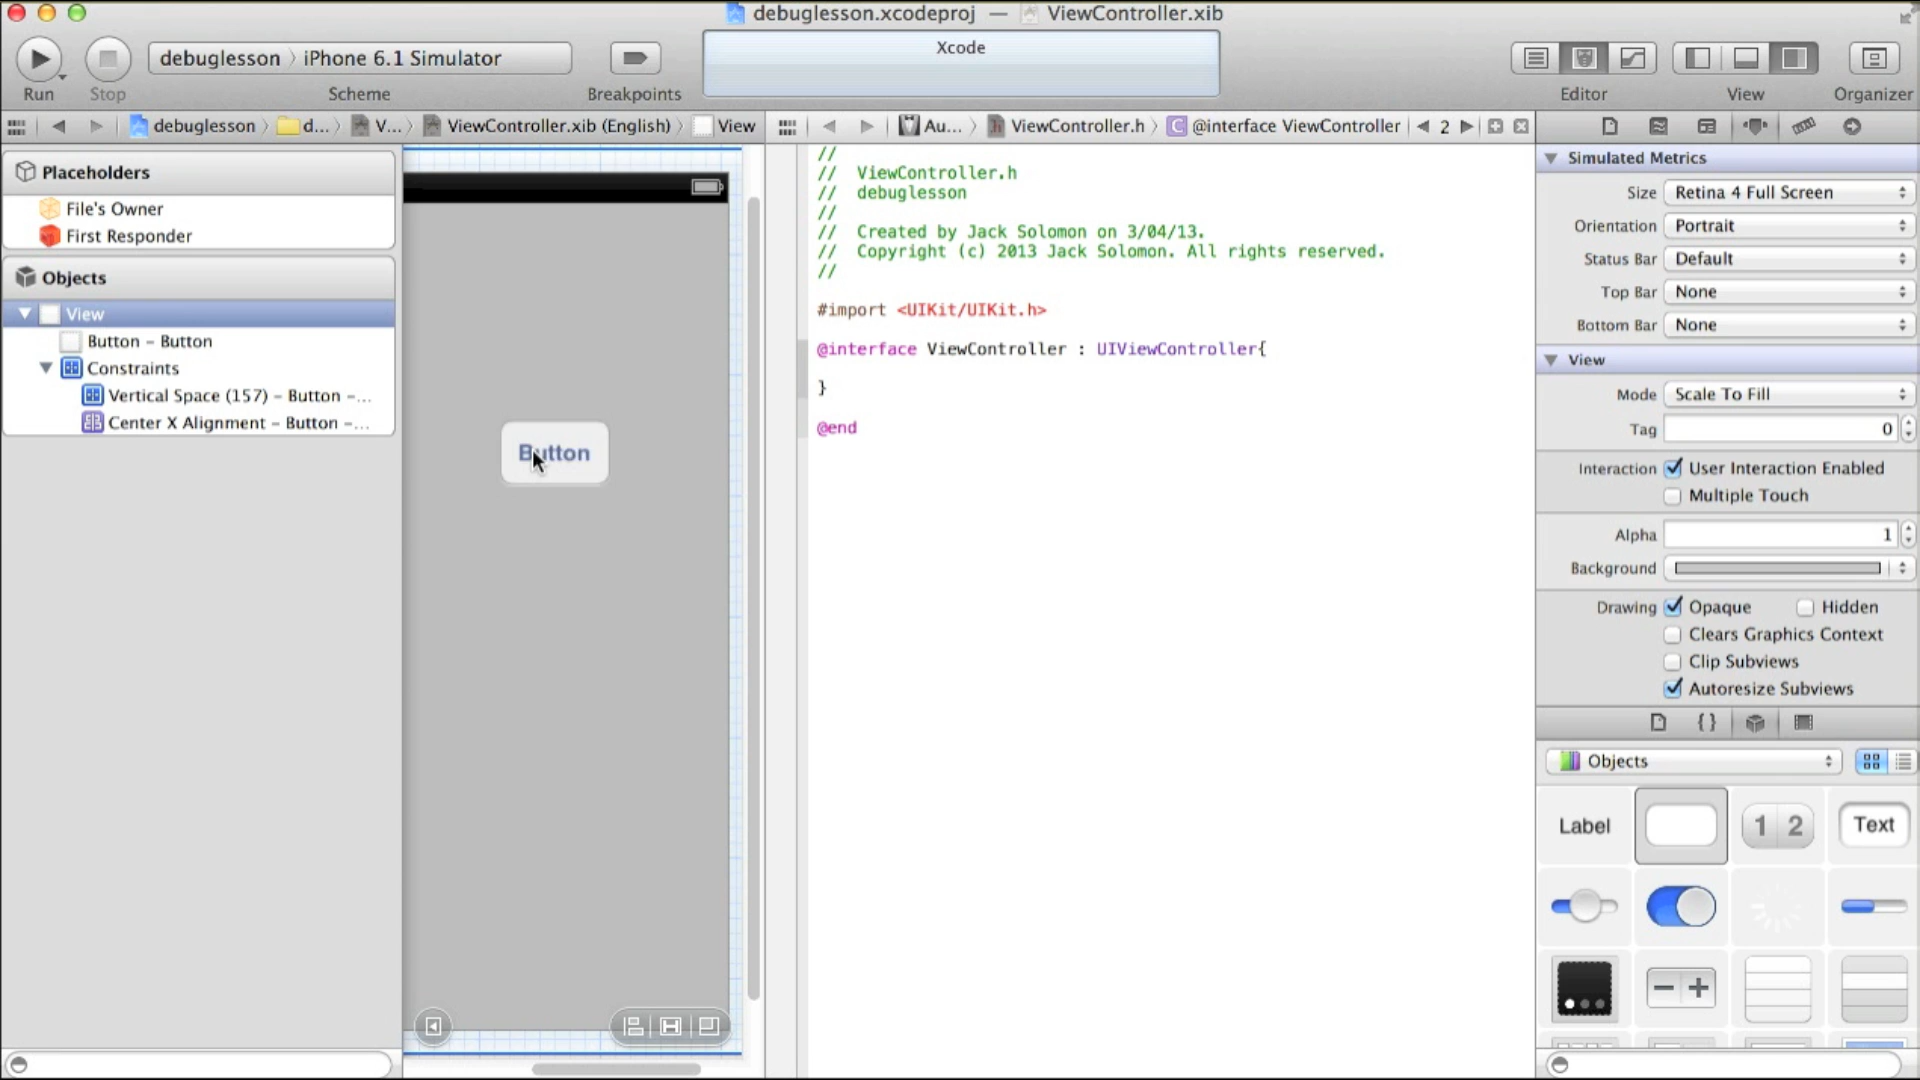 debuglesson.xcodeproj — ViewController.xib
debuglesson 〉 iPhone 6.1 Simulator
Xcode
Run
Stop
Scheme
Breakpoints
Editor
View
Organizer
debuglesson 〉 d... 〉 V... 〉 ViewController.xib (English) 〉 View
Au... 〉 ViewController.h 〉 C @interface ViewController
2
Placeholders
File's Owner
First Responder
Objects
View
Button – Button
Constraints
Vertical Space (157) – Button –...
Center X Alignment – Button –...
Button
//
// ViewController.h
// debuglesson
//
// Created by Jack Solomon on 3/04/13.
// Copyright (c) 2013 Jack Solomon. All rights reserved.
//
#import <UIKit/UIKit.h>
@interface ViewController : UIViewController{
}
@end
Simulated Metrics
Size Retina 4 Full Screen
Orientation Portrait
Status Bar Default
Top Bar None
Bottom Bar None
View
Mode Scale To Fill
Tag 0
Interaction User Interaction Enabled
Multiple Touch
Alpha 1
Background
Drawing Opaque Hidden
Clears Graphics Context
Clip Subviews
Autoresize Subviews
{ }
Objects
Label
1 2
Text